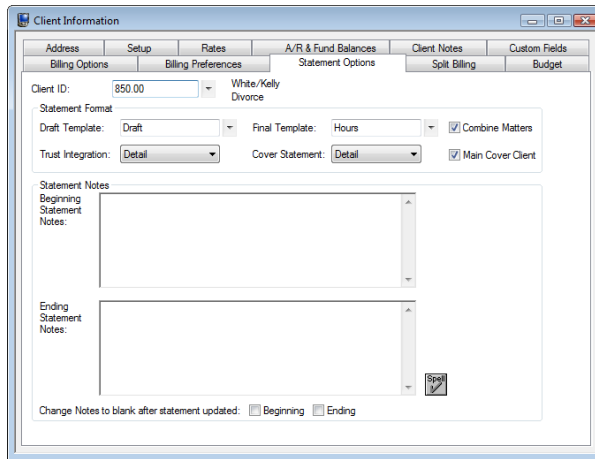 Client Information
Address Setup Rates A/R & Fund Balances Client Notes Custom Fields
Billing Options Billing Preferences Statement Options Split Billing Budget
Client ID: 850.00 White/Kelly
Divorce
Statement Format
Draft Template: Draft Final Template: Hours Combine Matters
Trust Integration: Detail Cover Statement: Detail Main Cover Client
Statement Notes
Beginning
Statement
Notes:
Ending
Statement
Notes:
Spell
Change Notes to blank after statement updated: Beginning Ending